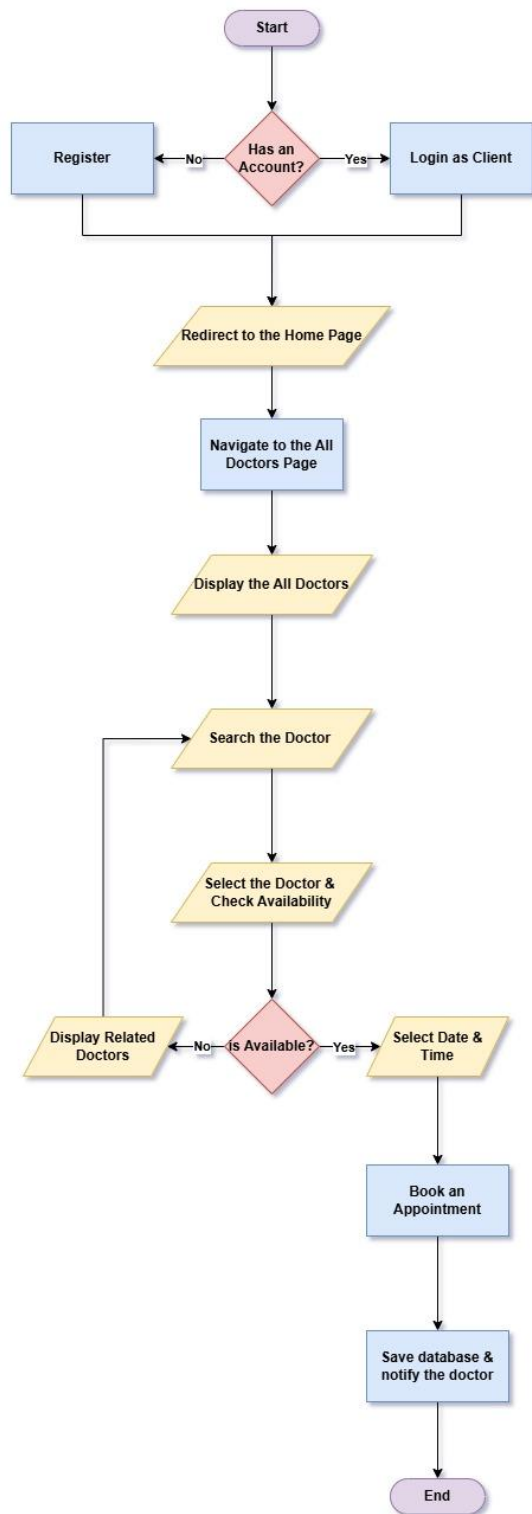 Start
Has an
Account?
No
Yes
Register
Login as Client
Redirect to the Home Page
Navigate to the All
Doctors Page
Display the All Doctors
Search the Doctor
Select the Doctor &
Check Availability
is Available?
No
Yes
Display Related
Doctors
Select Date &
Time
Book an
Appointment
Save database &
notify the doctor
End